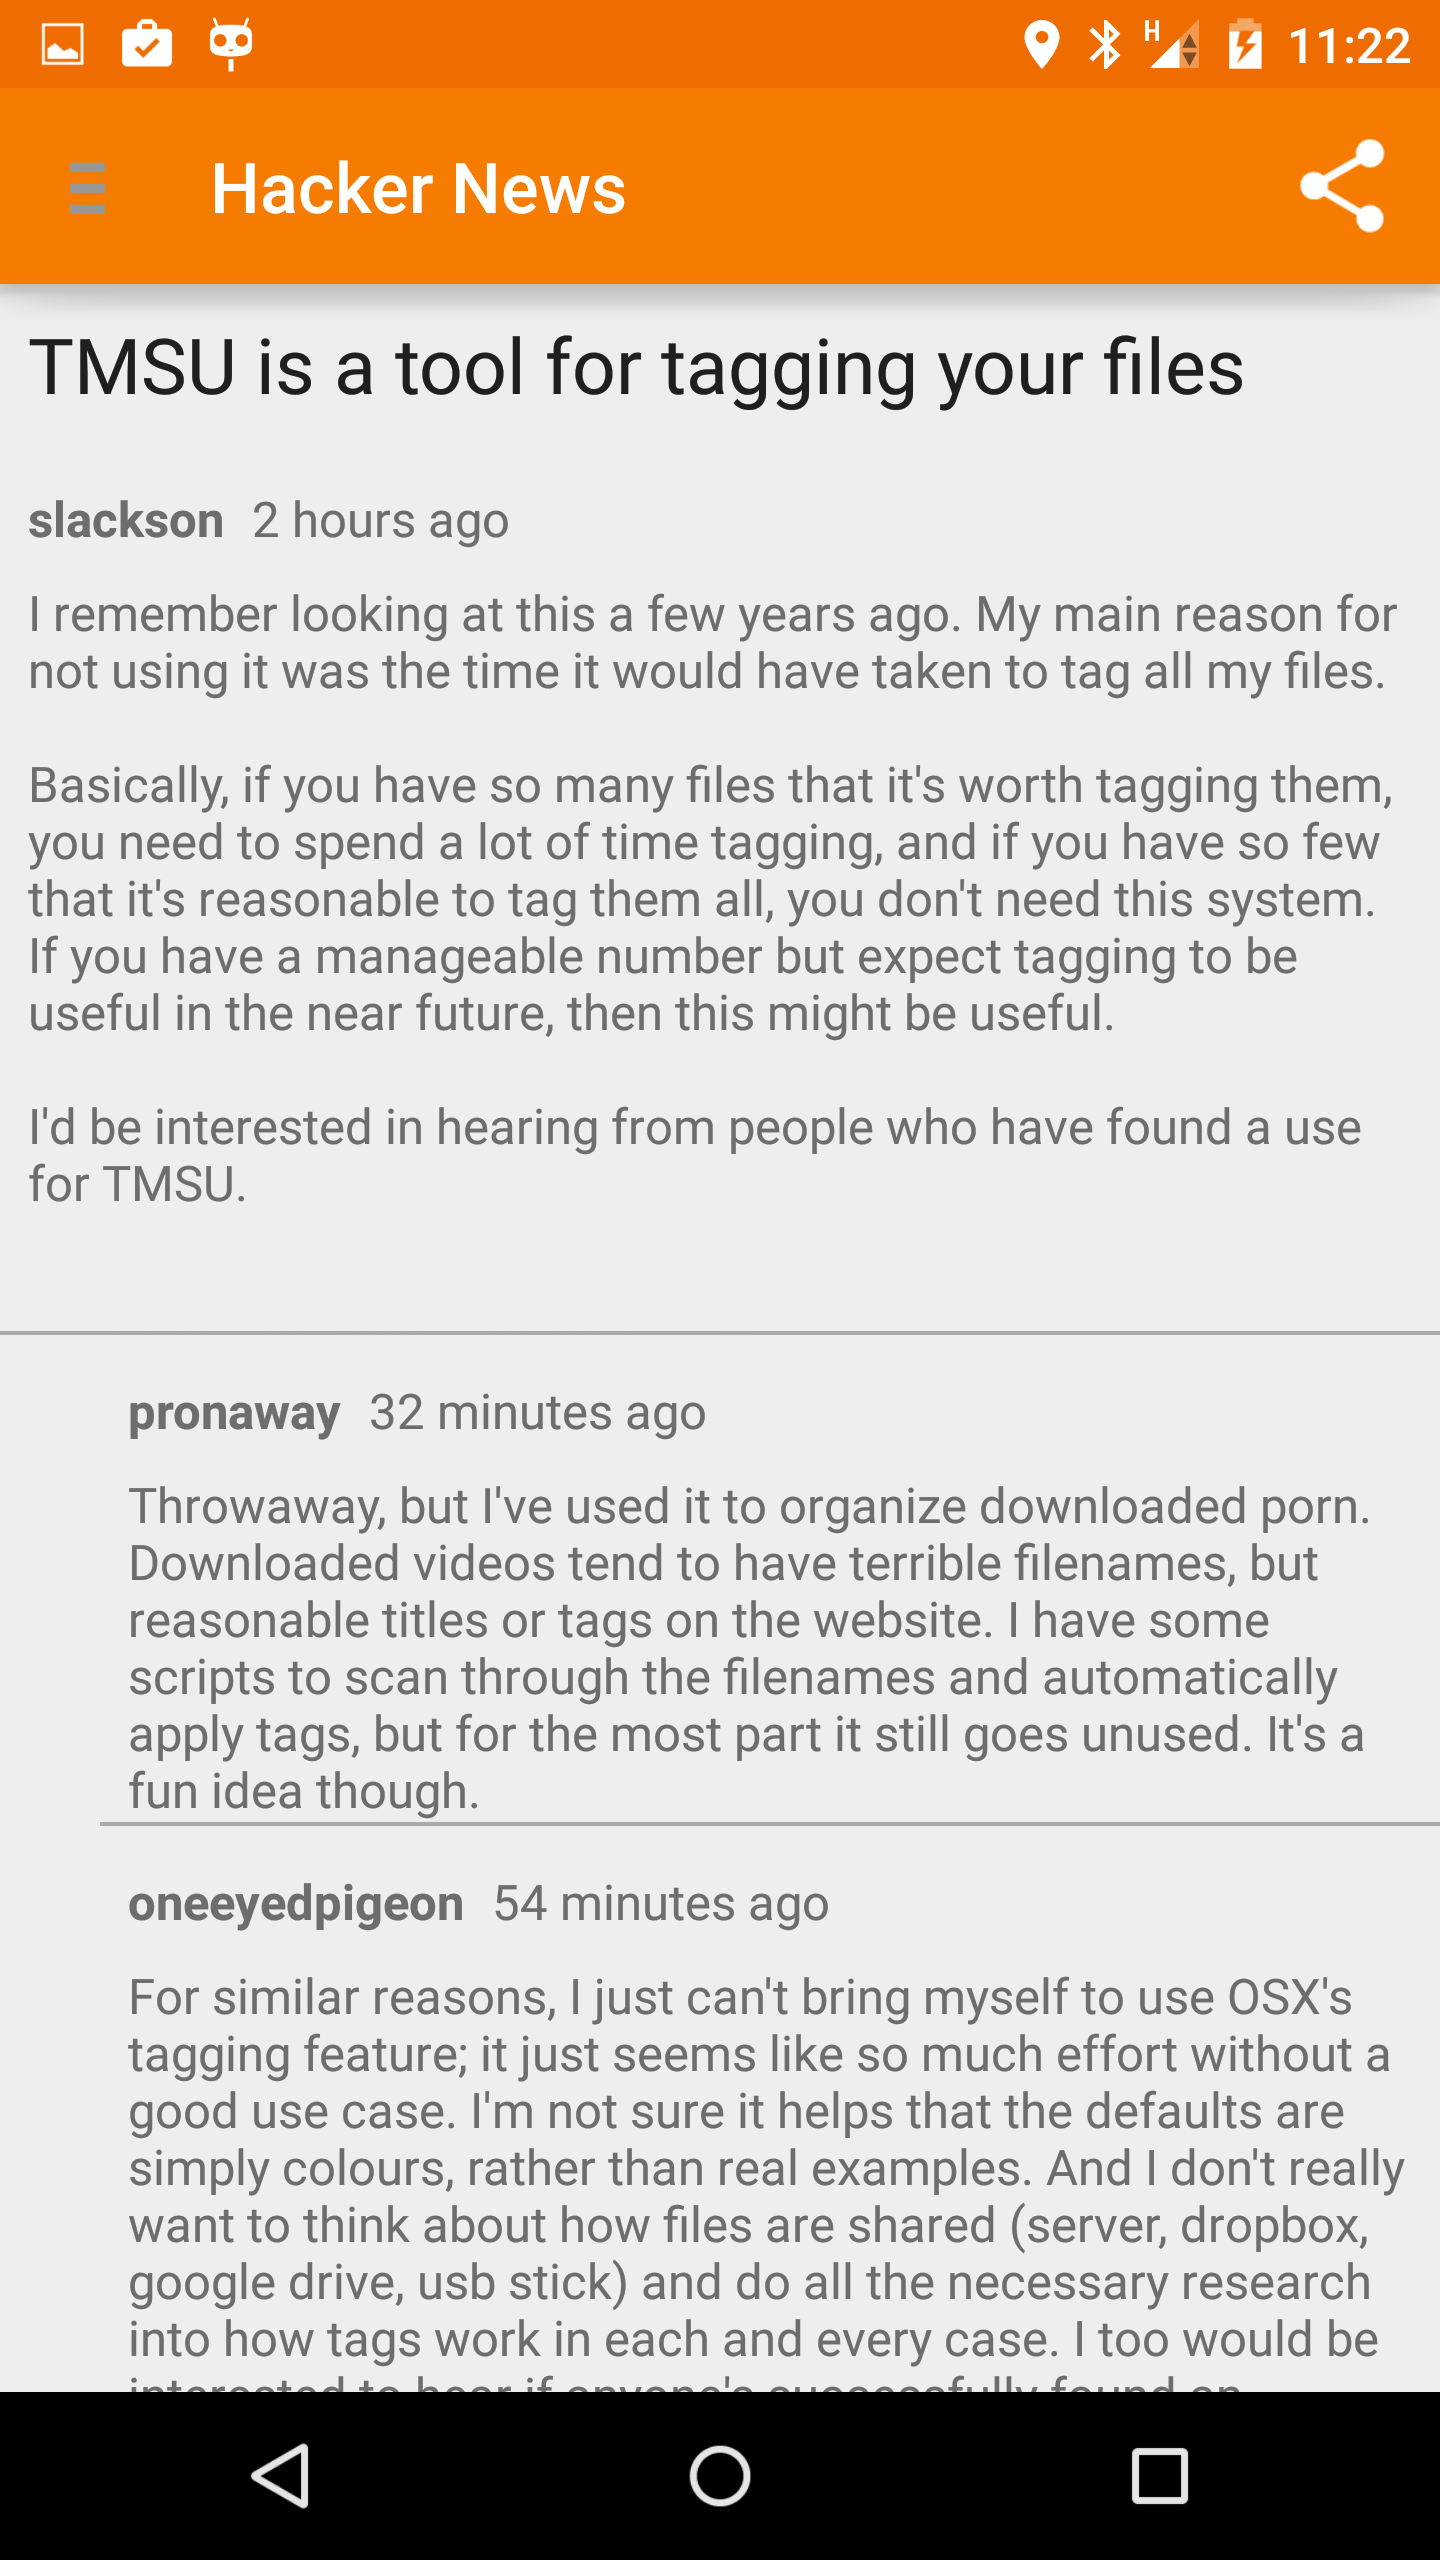 H 11:22
Hacker News
TMSU is a tool for tagging your files
slackson 2 hours ago
I remember looking at this a few years ago. My main reason for
not using it was the time it would have taken to tag all my files.
Basically, if you have so many files that it's worth tagging them,
you need to spend a lot of time tagging, and if you have so few
that it's reasonable to tag them all, you don't need this system.
If you have a manageable number but expect tagging to be
useful in the near future, then this might be useful.
I'd be interested in hearing from people who have found a use
for TMSU.
pronaway 32 minutes ago
Throwaway, but I've used it to organize downloaded porn.
Downloaded videos tend to have terrible filenames, but
reasonable titles or tags on the website. I have some
scripts to scan through the filenames and automatically
apply tags, but for the most part it still goes unused. It's a
fun idea though.
oneeyedpigeon 54 minutes ago
For similar reasons, I just can't bring myself to use OSX's
tagging feature; it just seems like so much effort without a
good use case. I'm not sure it helps that the defaults are
simply colours, rather than real examples. And I don't really
want to think about how files are shared (server, dropbox,
google drive, usb stick) and do all the necessary research
into how tags work in each and every case. I too would be
interested to hear if anyone's successfully found an